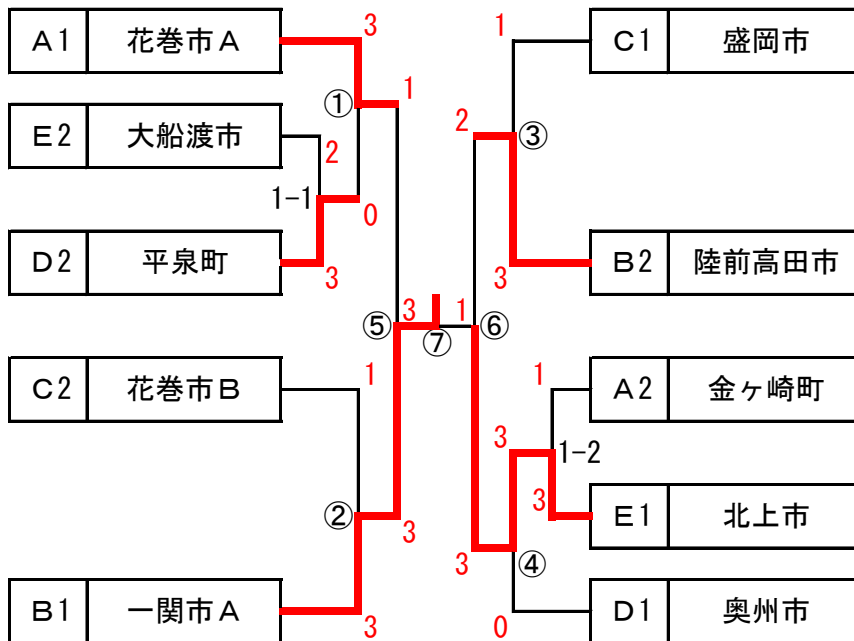 A1 花巻市A
3
①
1
E2 大船渡市
2
1-1
0
D2 平泉町
3
⑤
3
⑦
1
⑥
C2 花巻市B
1
②
3
B1 一関市A
3
C1 盛岡市
1
2
③
B2 陸前高田市
3
A2 金ヶ崎町
1
3
1-2
E1 北上市
3
3
④
D1 奥州市
0